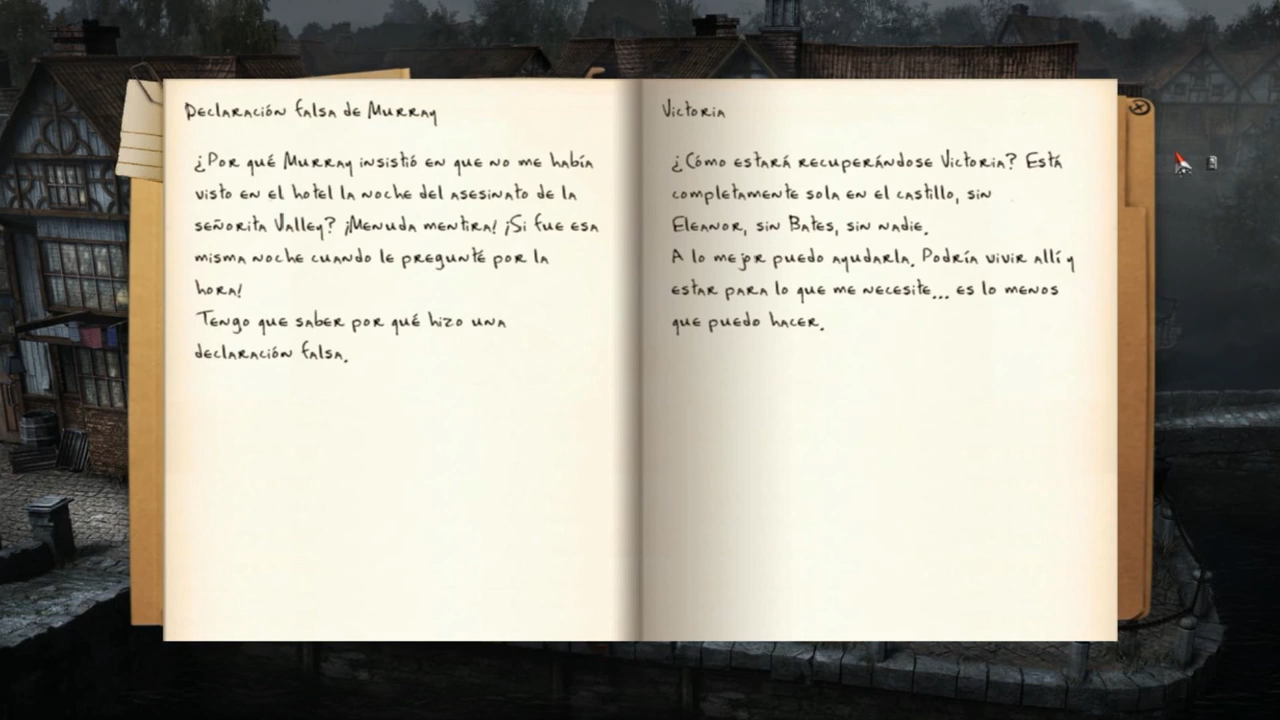 Declaración falsa de Murray
¿Por qué Murray insistió en que no me había
visto en el hotel la noche del asesinato de la
señorita Valley? ¡Menuda mentira! ¡Si fue esa
misma noche cuando le pregunté por la
hora!
Tengo que saber por qué hizo una
declaración falsa.
Victoria
¿Cómo estará recuperándose Victoria? Está
completamente sola en el castillo, sin
Eleanor, sin Bates, sin nadie.
A lo mejor puedo ayudarla. Podría vivir allí y
estar para lo que me necesite... es lo menos
que puedo hacer.